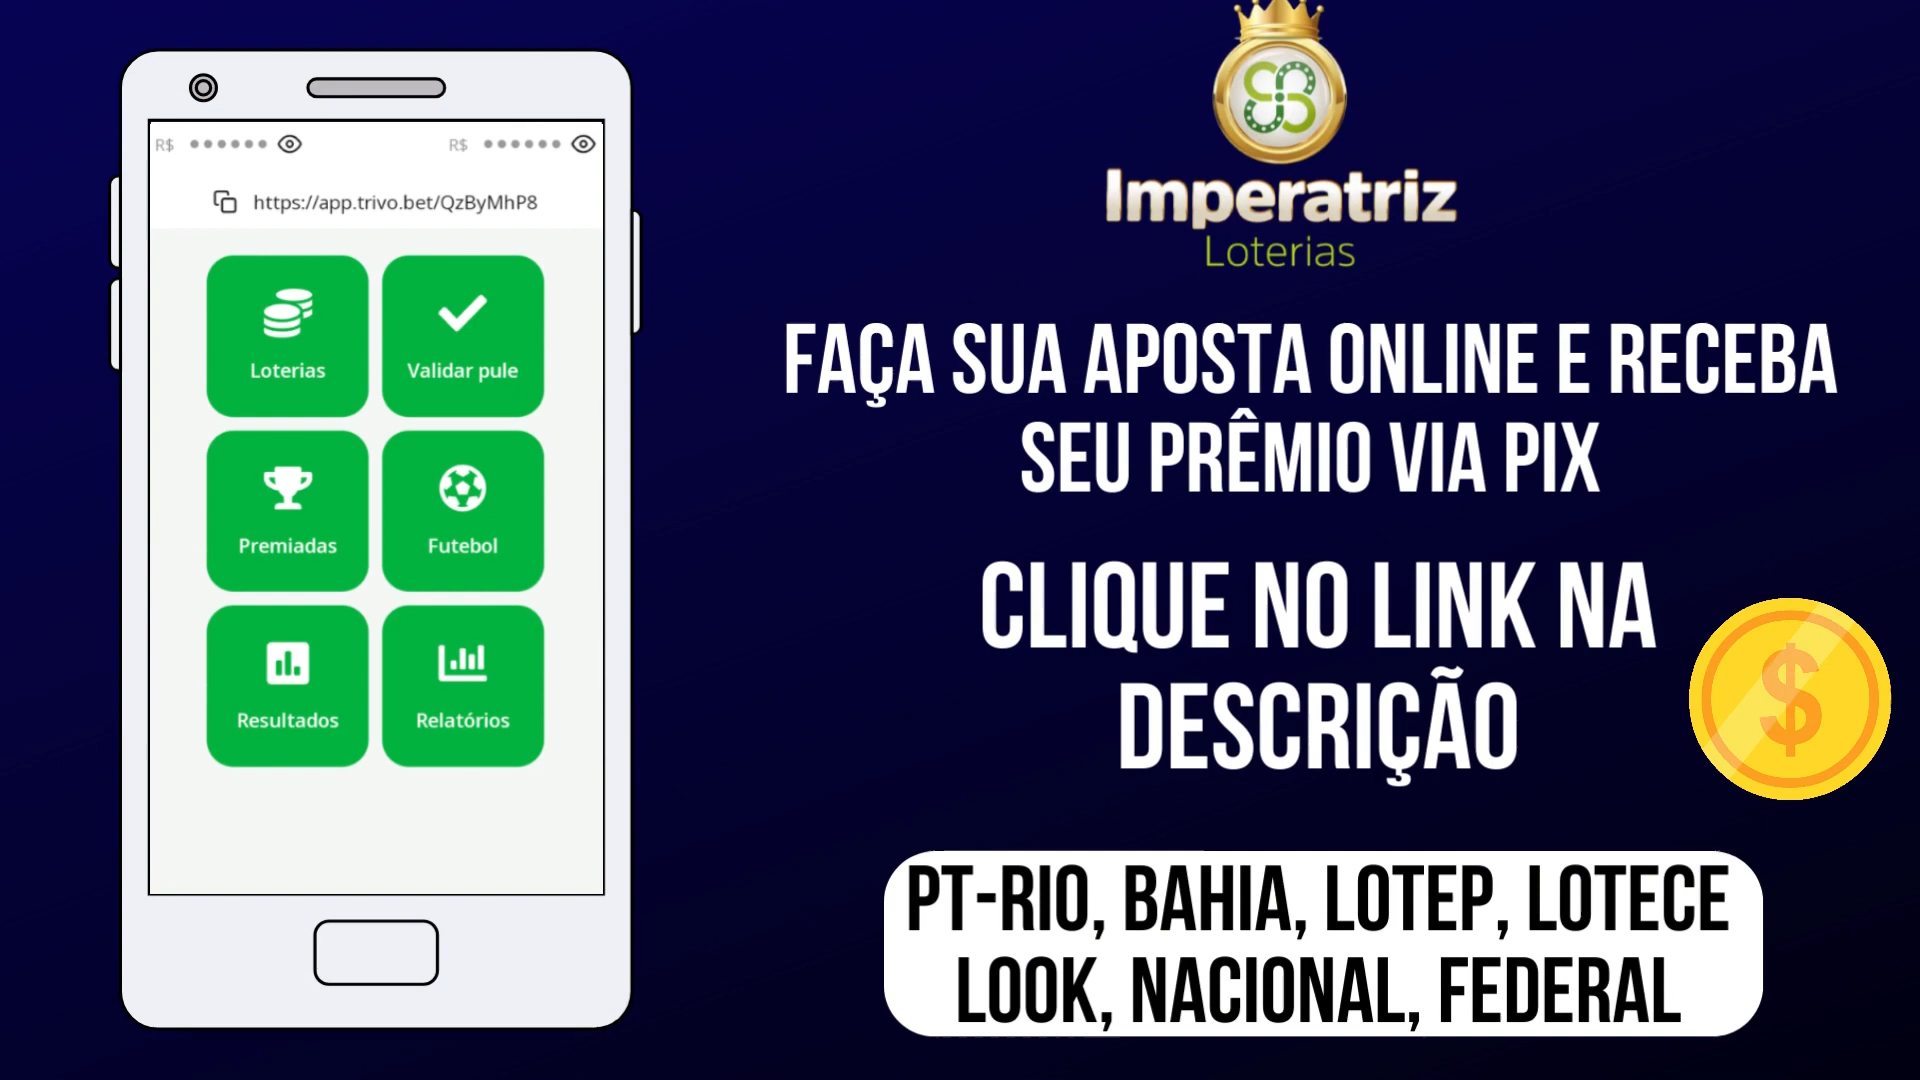 R$ •••••• R$ ••••••
https://app.trivo.bet/QzByMhP8
Loterias
Validar pule
Premiadas
Futebol
Resultados
Relatórios
Imperatriz
Loterias
FAÇA SUA APOSTA ONLINE E RECEBA
SEU PRÊMIO VIA PIX
CLIQUE NO LINK NA
DESCRIÇÃO
$
PT-RIO, BAHIA, LOTEP, LOTECE
LOOK, NACIONAL, FEDERAL